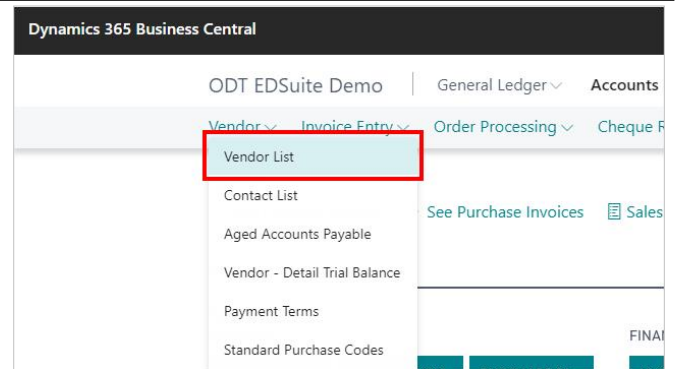 Dynamics 365 Business Central
ODT EDSuite Demo General Ledger Accounts
Vendor Invoice Entry Order Processing Cheque R
Vendor List
Contact List
See Purchase Invoices Sales
Aged Accounts Payable
Vendor - Detail Trial Balance
Payment Terms
FINA
Standard Purchase Codes